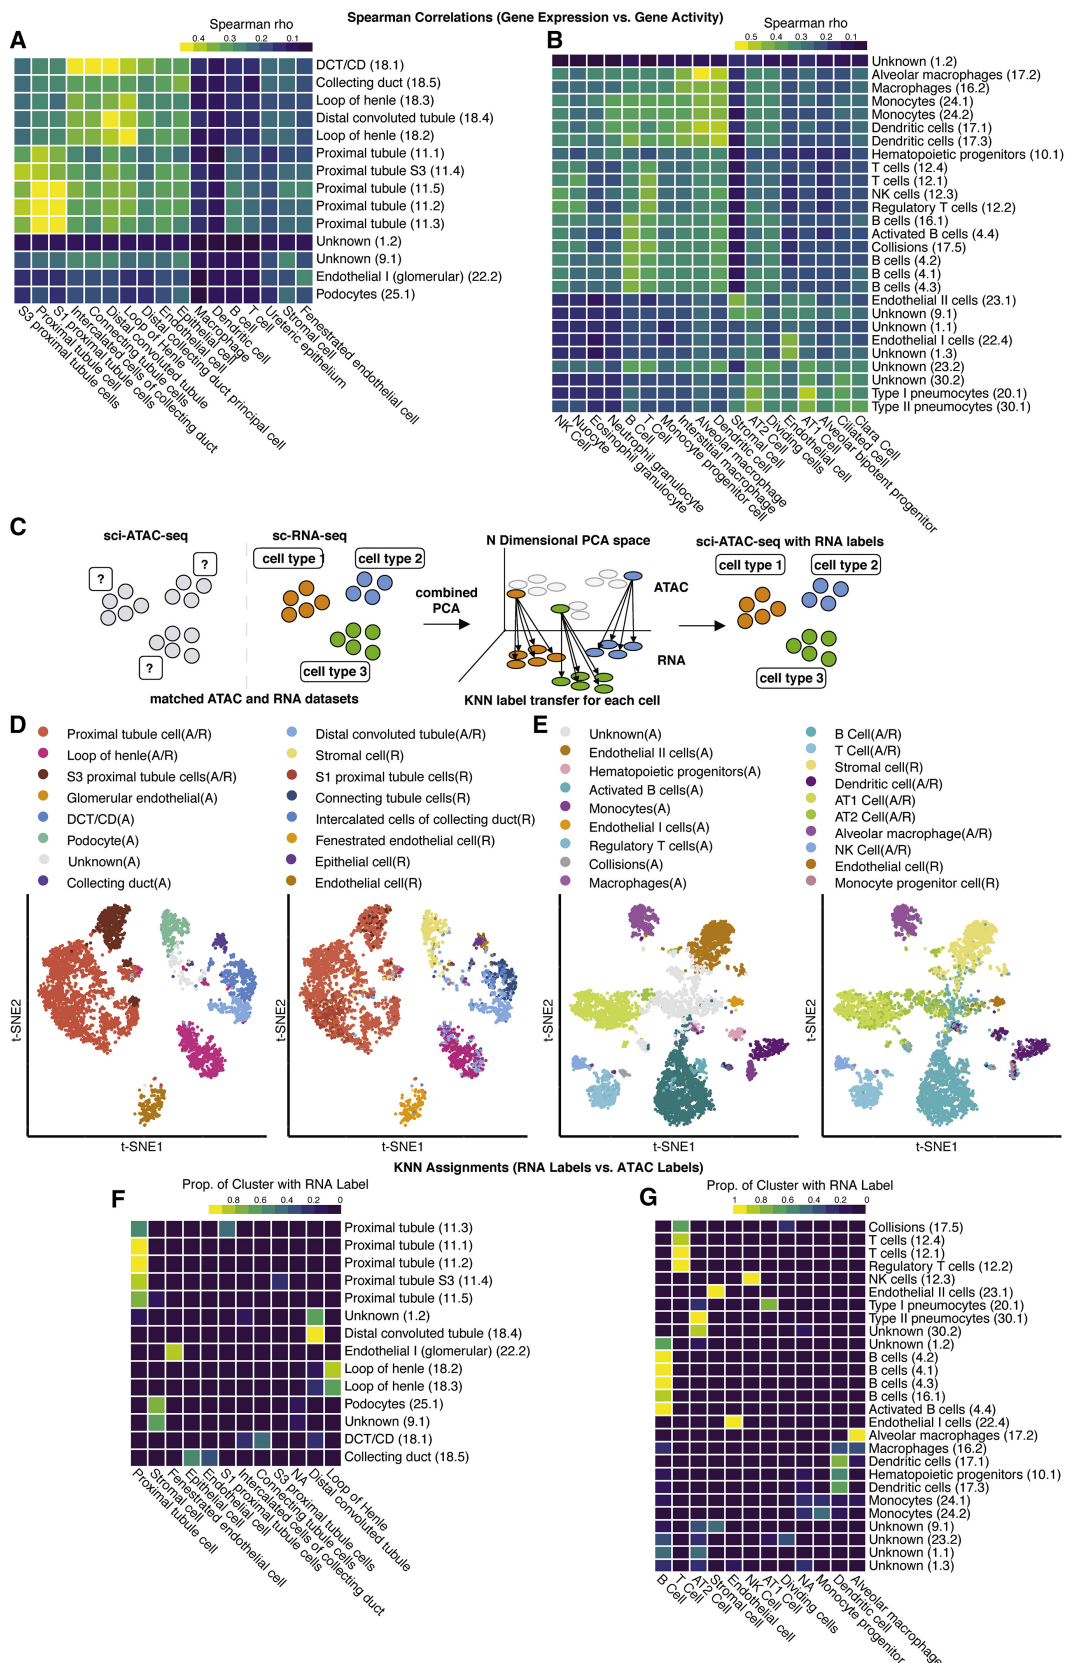 Spearman Correlations (Gene Expression vs. Gene Activity)
A
Spearman rho
0.4 0.3 0.2 0.1
DCT/CD (18.1)
Collecting duct (18.5)
Loop of henle (18.3)
Distal convoluted tubule (18.4)
Loop of henle (18.2)
Proximal tubule (11.1)
Proximal tubule S3 (11.4)
Proximal tubule (11.5)
Proximal tubule (11.2)
Proximal tubule (11.3)
Unknown (1.2)
Unknown (9.1)
Endothelial I (glomerular) (22.2)
Podocytes (25.1)
S3 proximal tubule cells
Proximal tubule cell
S1 proximal tubule cells
Intercalated cells of collecting duct
Connecting tubule cells
Distal convoluted tubule
Loop of Henle
Distal collecting duct principal cell
Endothelial cell
Epithelial cell
Macrophage
Dendritic cell
B cell
T cell
Ureteric epithelium
Stromal cell
Fenestrated endothelial cell
B
Spearman rho
0.5 0.4 0.3 0.2 0.1
Unknown (1.2)
Alveolar macrophages (17.2)
Macrophages (16.2)
Monocytes (24.1)
Monocytes (24.2)
Dendritic cells (17.1)
Dendritic cells (17.3)
Hematopoietic progenitors (10.1)
T cells (12.4)
T cells (12.1)
NK cells (12.3)
Regulatory T cells (12.2)
B cells (16.1)
Activated B cells (4.4)
Collisions (17.5)
B cells (4.2)
B cells (4.1)
B cells (4.3)
Endothelial II cells (23.1)
Unknown (9.1)
Unknown (1.1)
Endothelial I cells (22.4)
Unknown (1.3)
Unknown (23.2)
Unknown (30.2)
Type I pneumocytes (20.1)
Type II pneumocytes (30.1)
NK Cell
Nuocyte
Eosinophil granulocyte
Neutrophil granulocyte
B Cell
T Cell
Monocyte progenitor cell
Interstitial macrophage
Alveolar macrophage
Dendritic cell
Stromal cell
AT2 Cell
Dividing cells
Endothelial cell
AT1 Cell
Alveolar bipotent progenitor
Ciliated cell
Clara Cell
C
sci-ATAC-seq
sc-RNA-seq
N Dimensional PCA space
sci-ATAC-seq with RNA labels
?
?
?
cell type 1
cell type 2
cell type 3
combined
PCA
ATAC
RNA
cell type 1
cell type 2
cell type 3
matched ATAC and RNA datasets
KNN label transfer for each cell
D
Proximal tubule cell(A/R)
Loop of henle(A/R)
S3 proximal tubule cells(A/R)
Glomerular endothelial(A)
DCT/CD(A)
Podocyte(A)
Unknown(A)
Collecting duct(A)
Distal convoluted tubule(A/R)
Stromal cell(R)
S1 proximal tubule cells(R)
Connecting tubule cells(R)
Intercalated cells of collecting duct(R)
Fenestrated endothelial cell(R)
Epithelial cell(R)
Endothelial cell(R)
t-SNE2
t-SNE1
t-SNE2
t-SNE1
E
Unknown(A)
Endothelial II cells(A)
Hematopoietic progenitors(A)
Activated B cells(A)
Monocytes(A)
Endothelial I cells(A)
Regulatory T cells(A)
Collisions(A)
Macrophages(A)
B Cell(A/R)
T Cell(A/R)
Stromal cell(R)
Dendritic cell(A/R)
AT1 Cell(A/R)
AT2 Cell(A/R)
Alveolar macrophage(A/R)
NK Cell(A/R)
Endothelial cell(R)
Monocyte progenitor cell(R)
t-SNE2
t-SNE1
t-SNE2
t-SNE1
KNN Assignments (RNA Labels vs. ATAC Labels)
F
Prop. of Cluster with RNA Label
0.8 0.6 0.4 0.2 0
Proximal tubule (11.3)
Proximal tubule (11.1)
Proximal tubule (11.2)
Proximal tubule S3 (11.4)
Proximal tubule (11.5)
Unknown (1.2)
Distal convoluted tubule (18.4)
Endothelial I (glomerular) (22.2)
Loop of henle (18.2)
Loop of henle (18.3)
Podocytes (25.1)
Unknown (9.1)
DCT/CD (18.1)
Collecting duct (18.5)
Proximal tubule cell
Stromal cell
Fenestrated endothelial cell
Epithelial cell
Endothelial cell
S1 proximal tubule cells
Intercalated cells of collecting duct
Connecting tubule cells
S3 proximal tubule cells
NA
Distal convoluted tubule
Loop of Henle
G
Prop. of Cluster with RNA Label
1 0.8 0.6 0.4 0.2 0
Collisions (17.5)
T cells (12.4)
T cells (12.1)
Regulatory T cells (12.2)
NK cells (12.3)
Endothelial II cells (23.1)
Type I pneumocytes (20.1)
Type II pneumocytes (30.1)
Unknown (30.2)
Unknown (1.2)
B cells (4.2)
B cells (4.1)
B cells (4.3)
B cells (16.1)
Activated B cells (4.4)
Endothelial I cells (22.4)
Alveolar macrophages (17.2)
Macrophages (16.2)
Dendritic cells (17.1)
Hematopoietic progenitors (10.1)
Dendritic cells (17.3)
Monocytes (24.1)
Monocytes (24.2)
Unknown (9.1)
Unknown (23.2)
Unknown (1.1)
Unknown (1.3)
B Cell
T Cell
AT2 Cell
Stromal cell
Endothelial cell
NK Cell
AT1 Cell
Dividing cells
NA
Monocyte progenitor
Dendritic cell
Alveolar macrophage